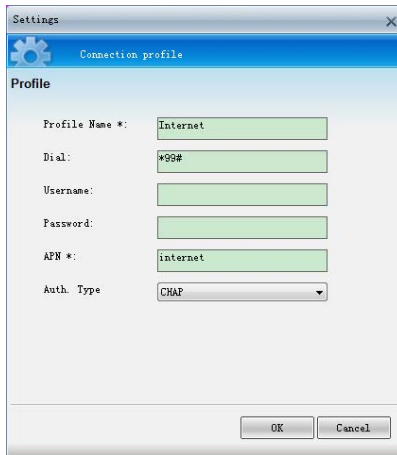 Settings
Connection profile
Profile
Profile Name *: Internet
Dial: *99#
Username:
Password:
APN *: internet
Auth. Type CHAP
OK Cancel